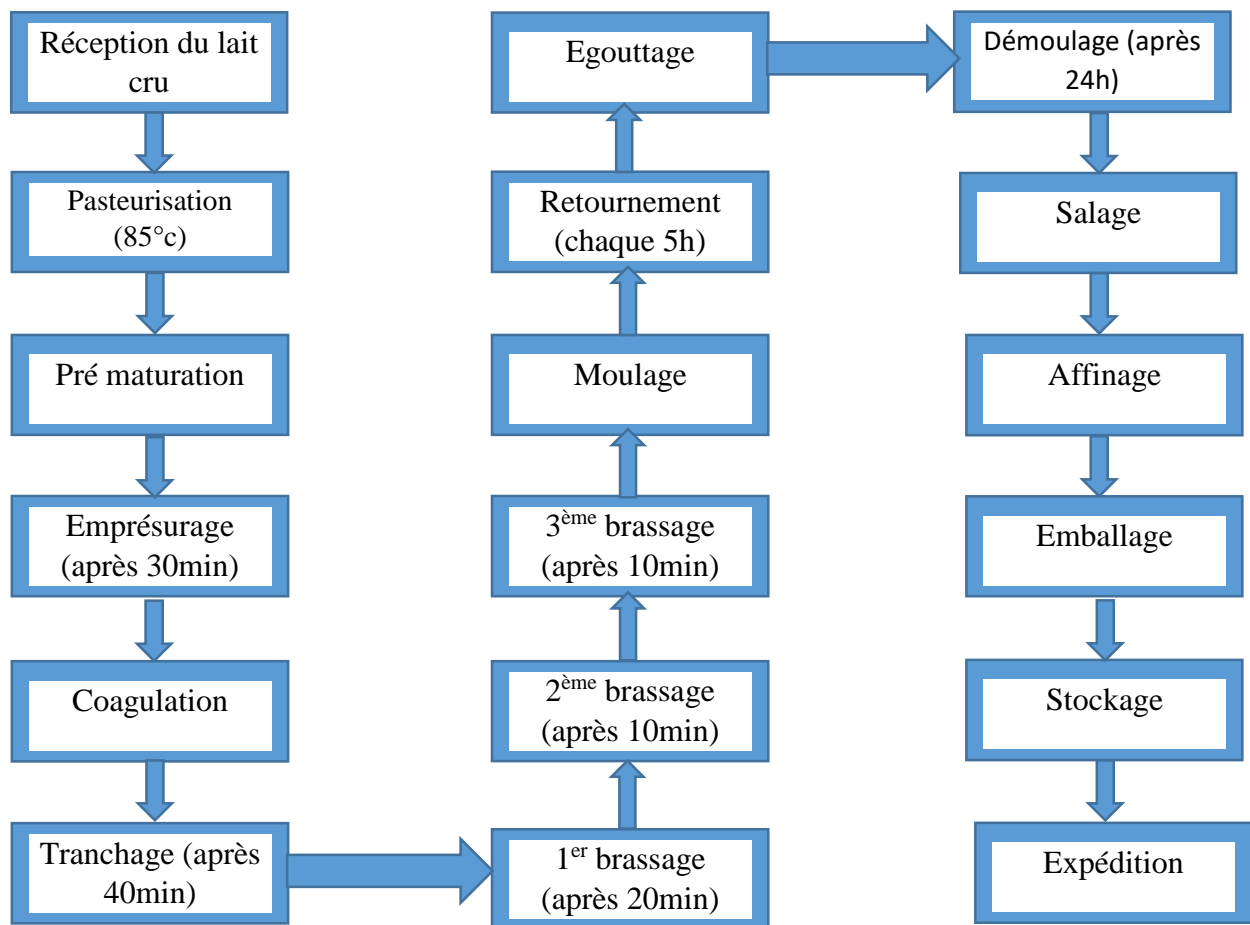 Réception du lait
cru
Pasteurisation
(85°c)
Pré maturation
Emprésurage
(après 30min)
Coagulation
Tranchage (après
40min)
1er brassage
(après 20min)
2ème brassage
(après 10min)
3ème brassage
(après 10min)
Moulage
Retournement
(chaque 5h)
Egouttage
Démoulage (après
24h)
Salage
Affinage
Emballage
Stockage
Expédition